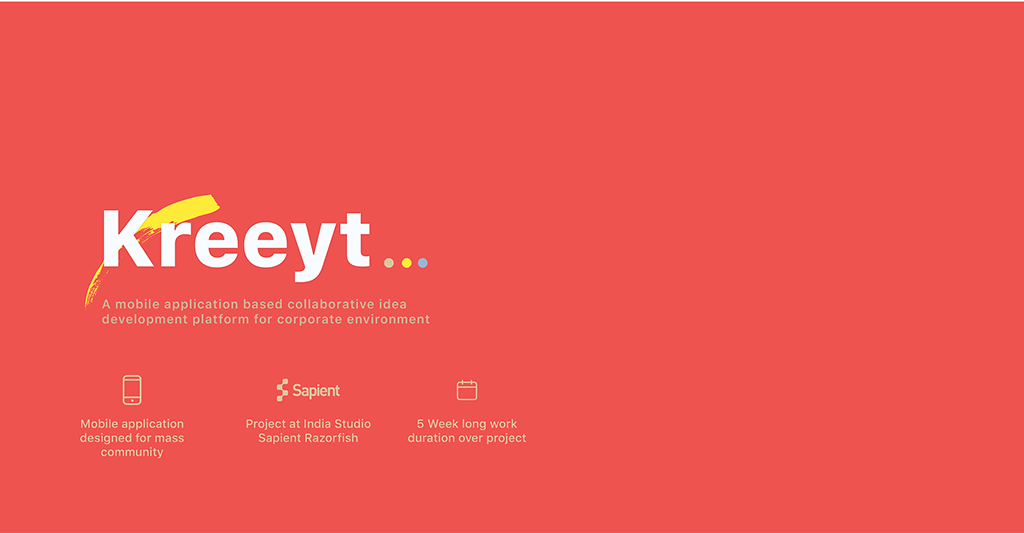 Kreeyt...
A mobile application based collaborative idea
development platform for corporate environment
Sapient
Mobile application
designed for mass
community
Project at India Studio
Sapient Razorfish
5 Week long work
duration over project